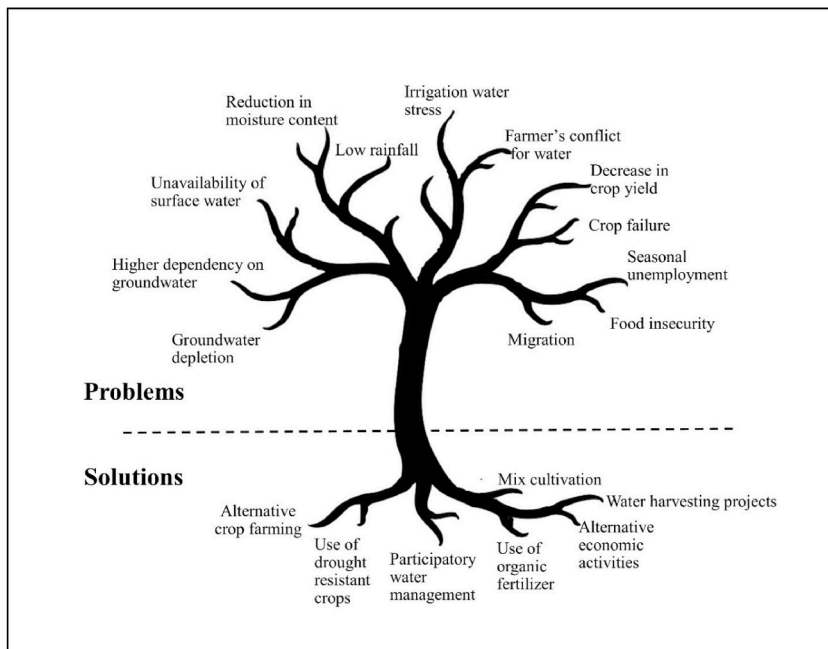 Irrigation water
stress
Reduction in
moisture content
Farmer's conflict
for water
Low rainfall
Decrease in
crop yield
Unavailability of
surface water
Crop failure
Higher dependency on
groundwater
Seasonal
unemployment
Food insecurity
Groundwater
depletion
Migration
Problems
Solutions
Mix cultivation
Water harvesting projects
Alternative
crop farming
Use of
drought
resistant
crops
Participatory
water
management
Use of
organic
fertilizer
Alternative
economic
activities